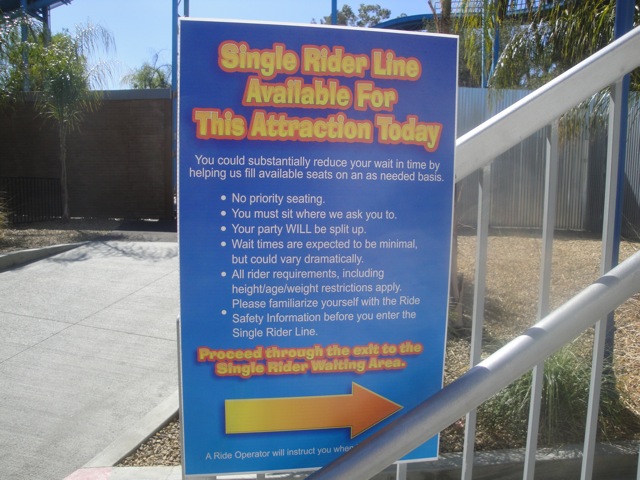 Single Rider Line
Available For
This Attraction Today
You could substantially reduce your wait in time by
helping us fill available seats on an as needed basis.
• No priority seating.
• You must sit where we ask you to.
• Your party WILL be split up.
• Wait times are expected to be minimal,
but could vary dramatically.
• All rider requirements, including
height/age/weight restrictions apply.
Please familiarize yourself with the Ride
• Safety Information before you enter the
Single Rider Line.
Proceed through the exit to the
Single Rider Waiting Area.
A Ride Operator will instruct you when